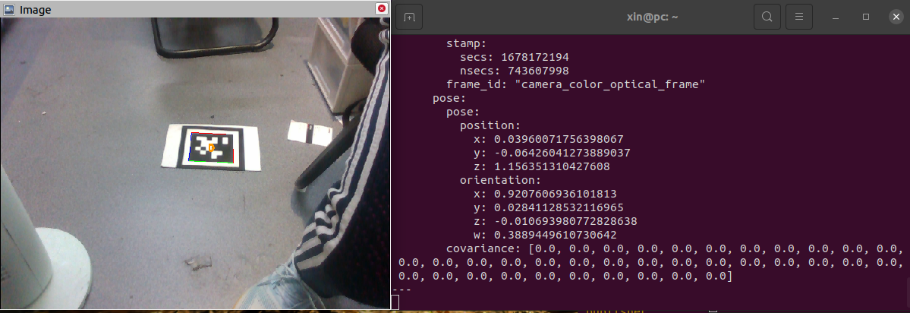 Image
xin@pc: ~
stamp:
secs: 1678172194
nsecs: 743607998
frame_id: "camera_color_optical_frame"
pose:
pose:
position:
x: 0.03960071756398067
y: -0.06426041273889037
z: 1.156351310427608
orientation:
x: 0.9207606936101813
y: 0.02841128532116965
z: -0.010693980772828638
w: 0.3889449610730642
covariance: [0.0, 0.0, 0.0, 0.0, 0.0, 0.0, 0.0, 0.0, 0.0, 0.0, 0.0,
0.0, 0.0, 0.0, 0.0, 0.0, 0.0, 0.0, 0.0, 0.0, 0.0, 0.0, 0.0, 0.0, 0.0, 0.0,
0.0, 0.0, 0.0, 0.0, 0.0, 0.0, 0.0, 0.0, 0.0, 0.0]
---